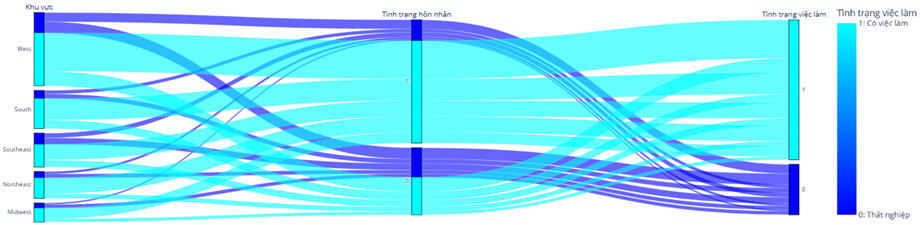 Khu vực
Tình trạng hôn nhân
Tình trạng việc làm
Tình trạng việc làm
1: Có việc làm
West
1
1
South
Southeast
0
Northeast
0
Midwest
0: Thất nghiệp